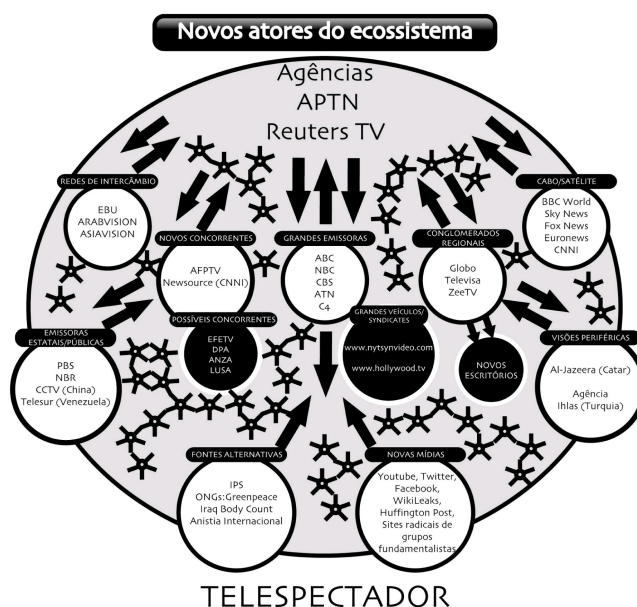 Novos atores do ecossistema
Agências
APTN
Reuters TV
REDES DE INTERCÂMBIO
EBU
ARABVISION
ASIAVISION
NOVOS CONCORRENTES
AFPTV
Newsource (CNNI)
GRANDES EMISSORAS
ABC
NBC
CBS
ATN
C4
CONGLOMERADOS
REGIONAIS
Globo
Televisa
ZeeTV
CABO/SATÉLITE
BBC World
Sky News
Fox News
Euronews
CNNI
EMISSORAS
ESTATAIS/PÚBLICAS
PBS
NBR
CCTV (China)
Telesur (Venezuela)
POSSÍVEIS CONCORRENTES
EFETV
DPA
ANZA
LUSA
GRANDES VEÍCULOS/
SYNDICATES
www.nytsynvideo.com
www.hollywood.tv
NOVOS
ESCRITÓRIOS
VISÕES PERIFÉRICAS
Al-Jazeera (Catar)
Agência
Ihlas (Turquia)
FONTES ALTERNATIVAS
IPS
ONGs:Greenpeace
Iraq Body Count
Anistia Internacional
NOVAS MÍDIAS
Youtube, Twitter,
Facebook,
WikiLeaks,
Huffington Post,
Sites radicais de
grupos
fundamentalistas
TELESPECTADOR